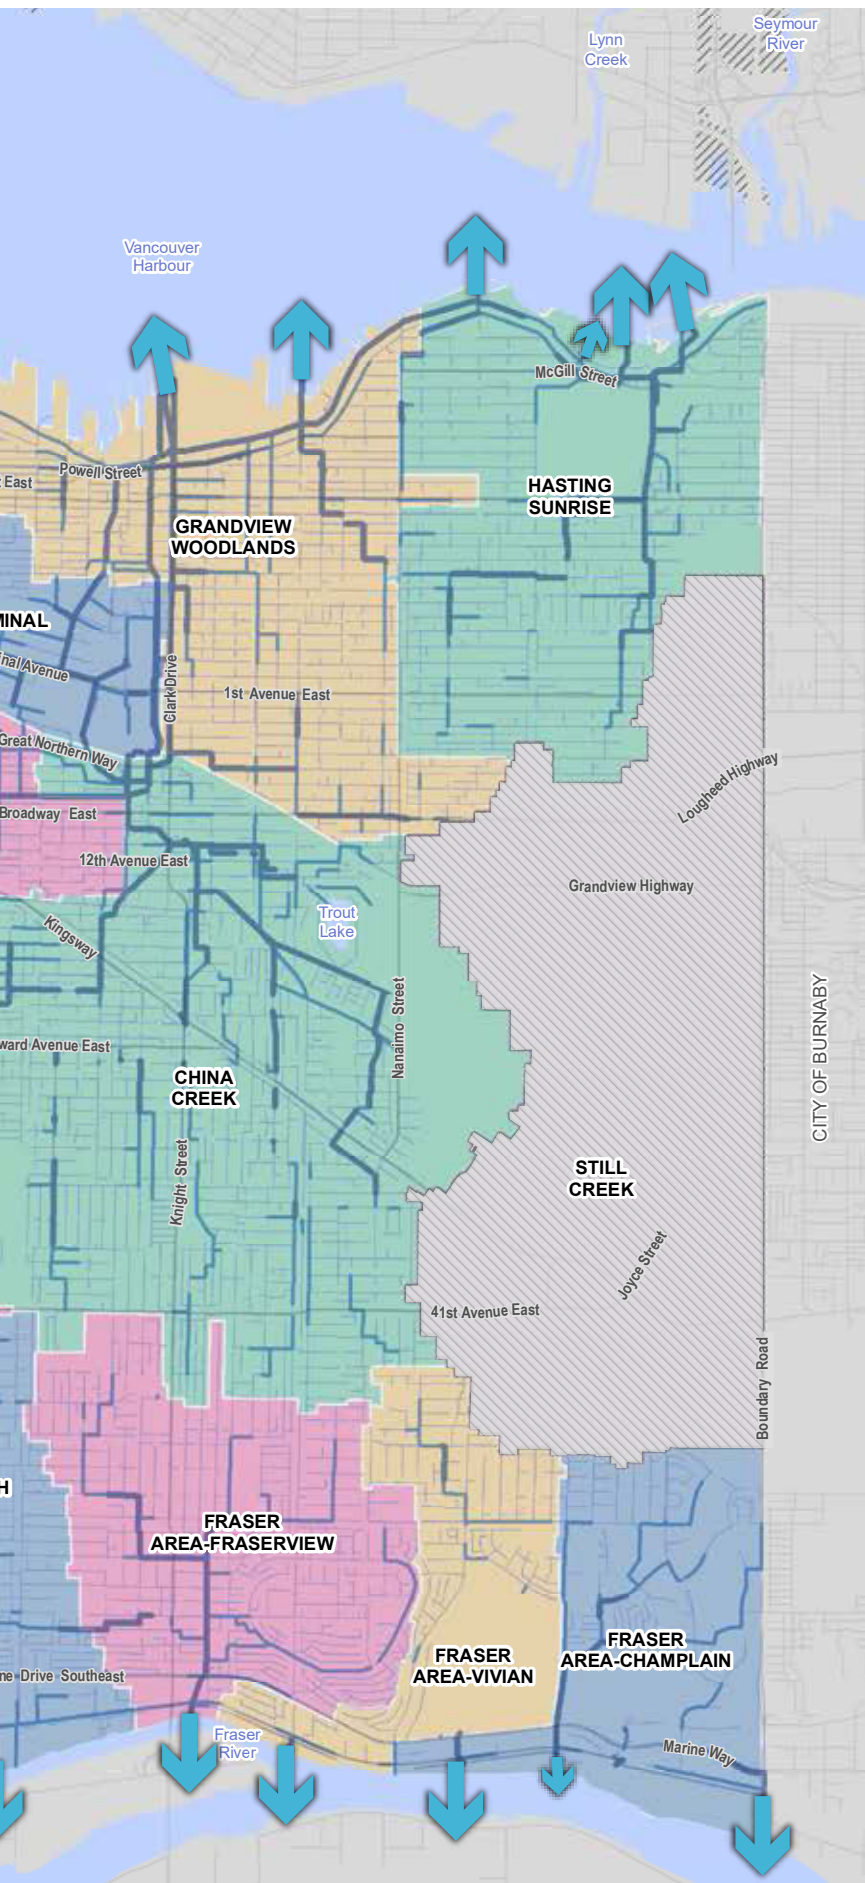 Seymour
River
Lynn
Creek
Vancouver
Harbour
McGill Street
Powell Street
East
HASTING
SUNRISE
GRANDVIEW
WOODLANDS
MINAL
nal Avenue
Clark Drive
1st Avenue East
Great Northern Way
Lougheed Highway
Broadway East
12th Avenue East
Grandview Highway
Trout
Lake
Kingsway
Nanaimo Street
CITY OF BURNABY
ward Avenue East
CHINA
CREEK
Knight Street
STILL
CREEK
Joyce Street
41st Avenue East
Boundary Road
H
FRASER
AREA-FRASERVIEW
FRASER
AREA-VIVIAN
FRASER
AREA-CHAMPLAIN
ne Drive Southeast
Fraser
River
Marine Way